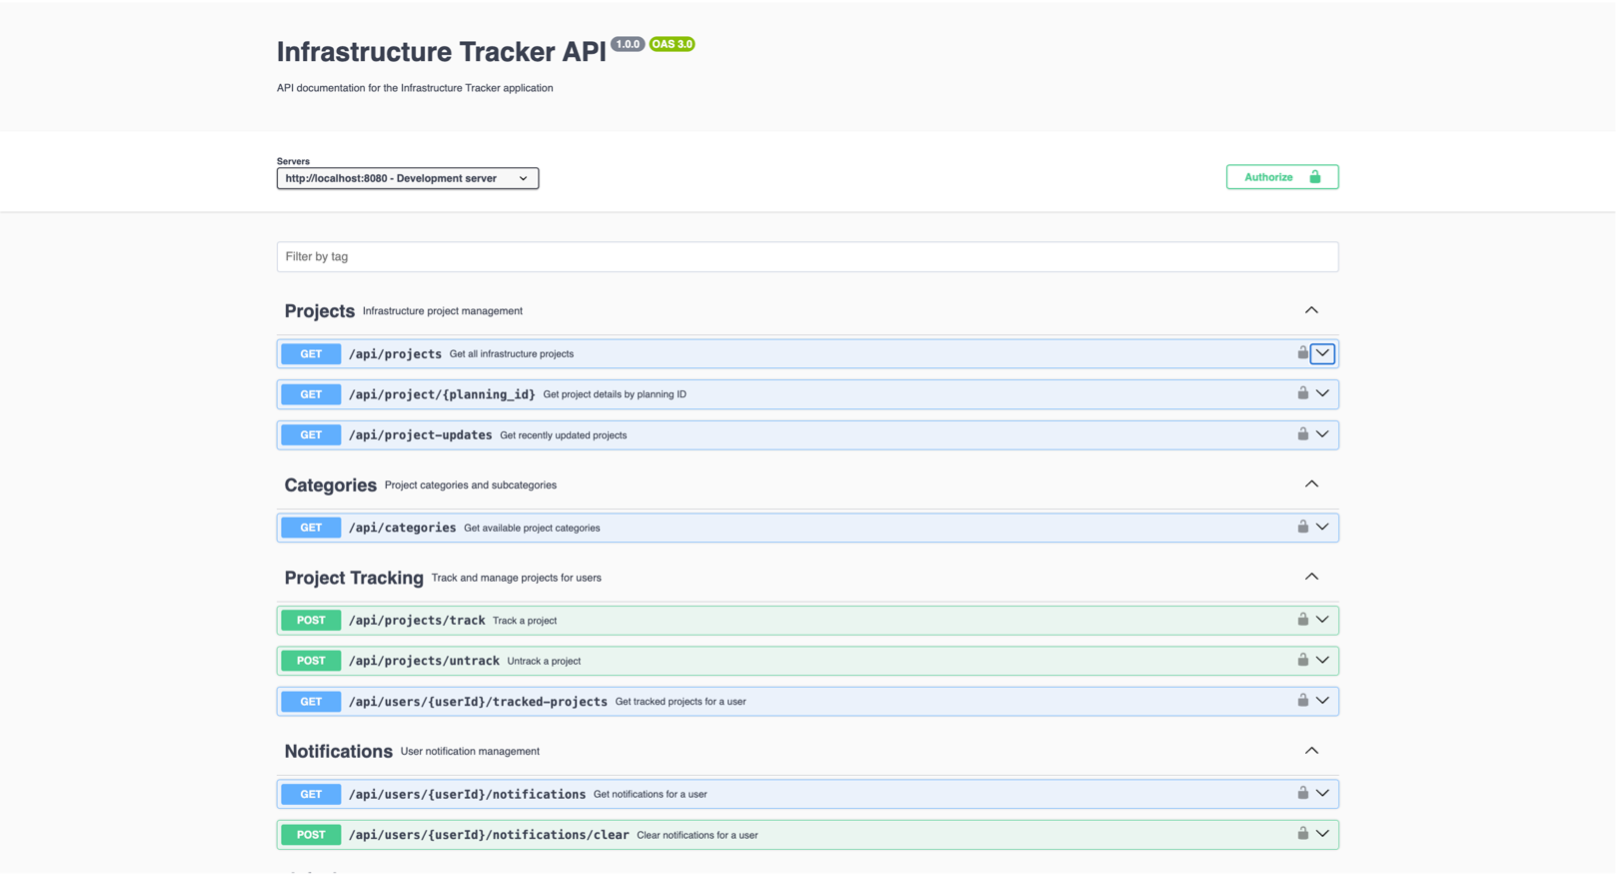 Infrastructure Tracker API 1.0.0 OAS 3.0
API documentation for the Infrastructure Tracker application
Servers
http://localhost:8080 - Development server
Authorize
Filter by tag
Projects Infrastructure project management
GET /api/projects Get all infrastructure projects
GET /api/project/{planning_id} Get project details by planning ID
GET /api/project-updates Get recently updated projects
Categories Project categories and subcategories
GET /api/categories Get available project categories
Project Tracking Track and manage projects for users
POST /api/projects/track Track a project
POST /api/projects/untrack Untrack a project
GET /api/users/{userId}/tracked-projects Get tracked projects for a user
Notifications User notification management
GET /api/users/{userId}/notifications Get notifications for a user
POST /api/users/{userId}/notifications/clear Clear notifications for a user